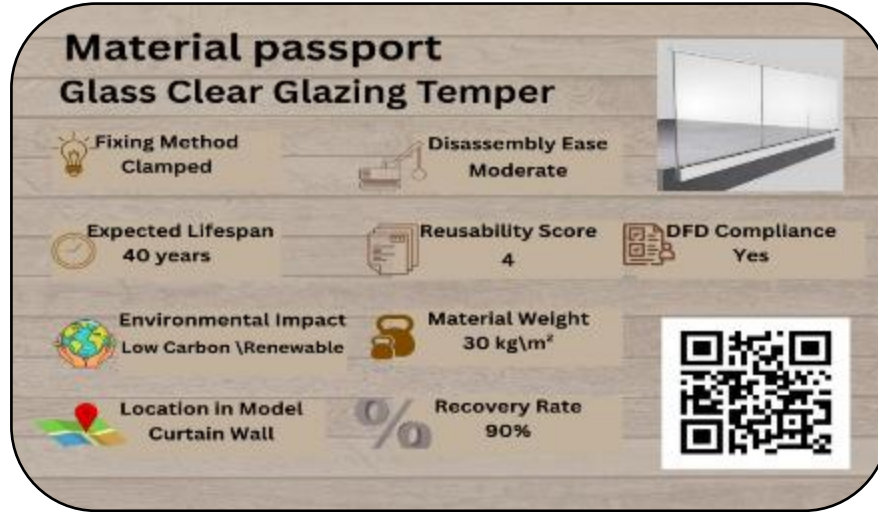 Material passport
Glass Clear Glazing Temper
Fixing Method
Clamped
Disassembly Ease
Moderate
Expected Lifespan
40 years
Reusability Score
4
DFD Compliance
Yes
Environmental Impact
Low Carbon \Renewable
Material Weight
30 kg\m²
Location in Model
Curtain Wall
Recovery Rate
90%